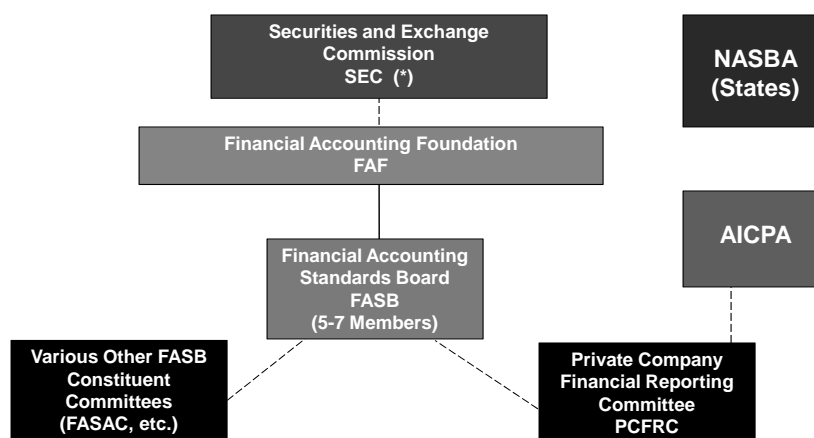 Securities and Exchange
Commission
SEC (*)
NASBA
(States)
Financial Accounting Foundation
FAF
AICPA
Financial Accounting
Standards Board
FASB
(5-7 Members)
Various Other FASB
Constituent
Committees
(FASAC, etc.)
Private Company
Financial Reporting
Committee
PCFRC